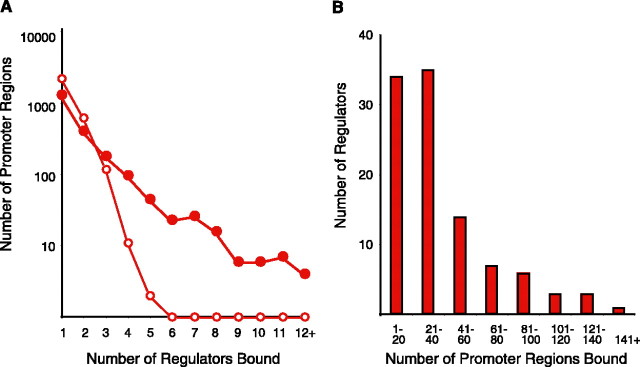 A
Number of Promoter Regions
10000
1000
100
10
1 2 3 4 5 6 7 8 9 10 11 12+
Number of Regulators Bound
B
Number of Regulators
40
30
20
10
1- 21- 41- 61- 81- 101- 121-
20 40 60 80 100 120 140 141+
Number of Promoter Regions Bound